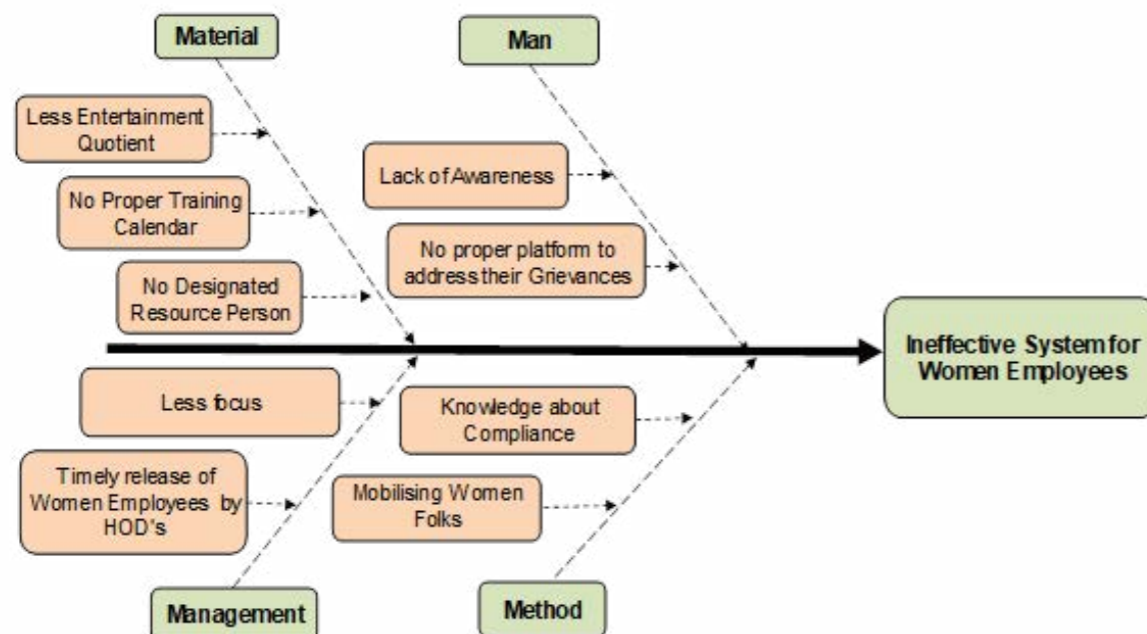 Material
Man
Less Entertainment
Quotient
Lack of Awareness
No Proper Training
Calendar
No proper platform to
address their Grievances
No Designated
Resource Person
Ineffective System for
Women Employees
Less focus
Knowledge about
Compliance
Timely release of
Women Employees by
HOD's
Mobilising Women
Folks
Management
Method